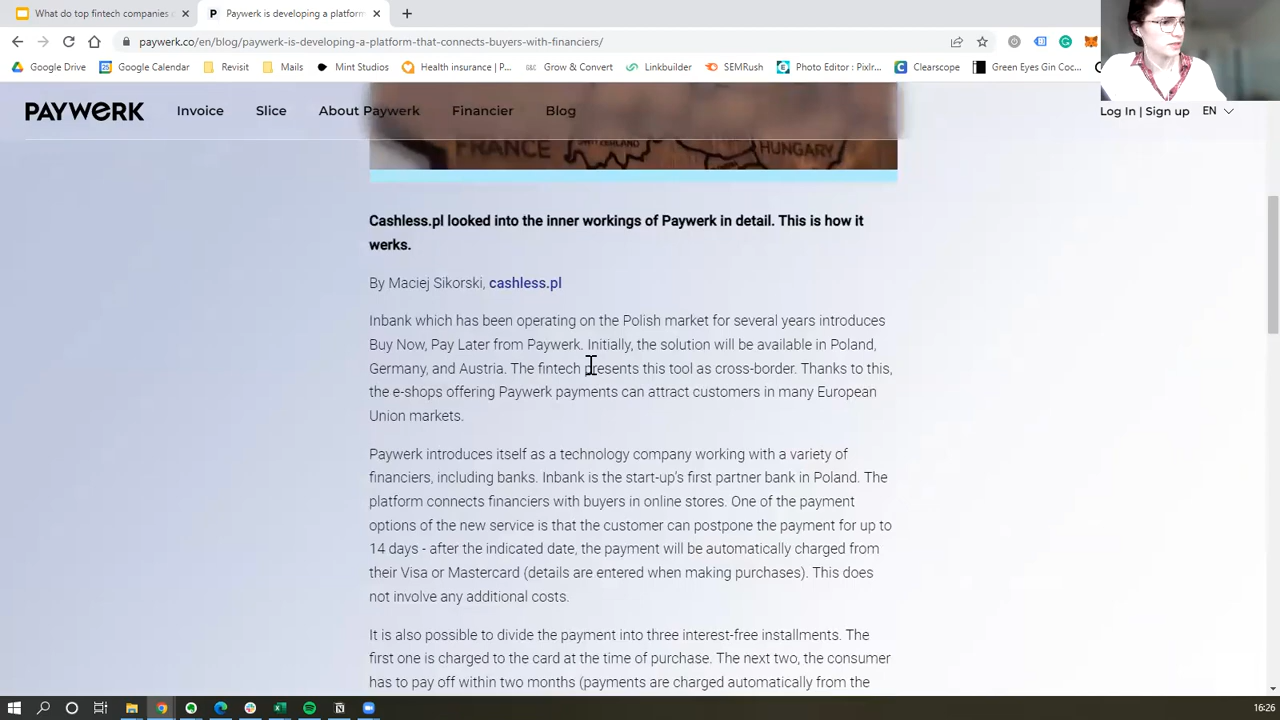 What do top fintech companies
Paywerk is developing a platform
paywerk.co/en/blog/paywerk-is-developing-a-platform-that-connects-buyers-with-financiers/
Google Drive
Google Calendar
Revisit
Mails
Mint Studios
Health insurance | P...
Grow & Convert
Linkbuilder
SEMRush
Photo Editor : Pixlr...
Clearscope
Green Eyes Gin Coc...
PAYWERK
Invoice
Slice
About Paywerk
Financier
Blog
Log In | Sign up
EN
FRANCE
SWITZERLAND
HUNGARY
Cashless.pl looked into the inner workings of Paywerk in detail. This is how it
werks.
By Maciej Sikorski, cashless.pl
Inbank which has been operating on the Polish market for several years introduces
Buy Now, Pay Later from Paywerk. Initially, the solution will be available in Poland,
Germany, and Austria. The fintech presents this tool as cross-border. Thanks to this,
the e-shops offering Paywerk payments can attract customers in many European
Union markets.
Paywerk introduces itself as a technology company working with a variety of
financiers, including banks. Inbank is the start-up's first partner bank in Poland. The
platform connects financiers with buyers in online stores. One of the payment
options of the new service is that the customer can postpone the payment for up to
14 days - after the indicated date, the payment will be automatically charged from
their Visa or Mastercard (details are entered when making purchases). This does
not involve any additional costs.
It is also possible to divide the payment into three interest-free installments. The
first one is charged to the card at the time of purchase. The next two, the consumer
has to pay off within two months (payments are charged automatically from the
16:26